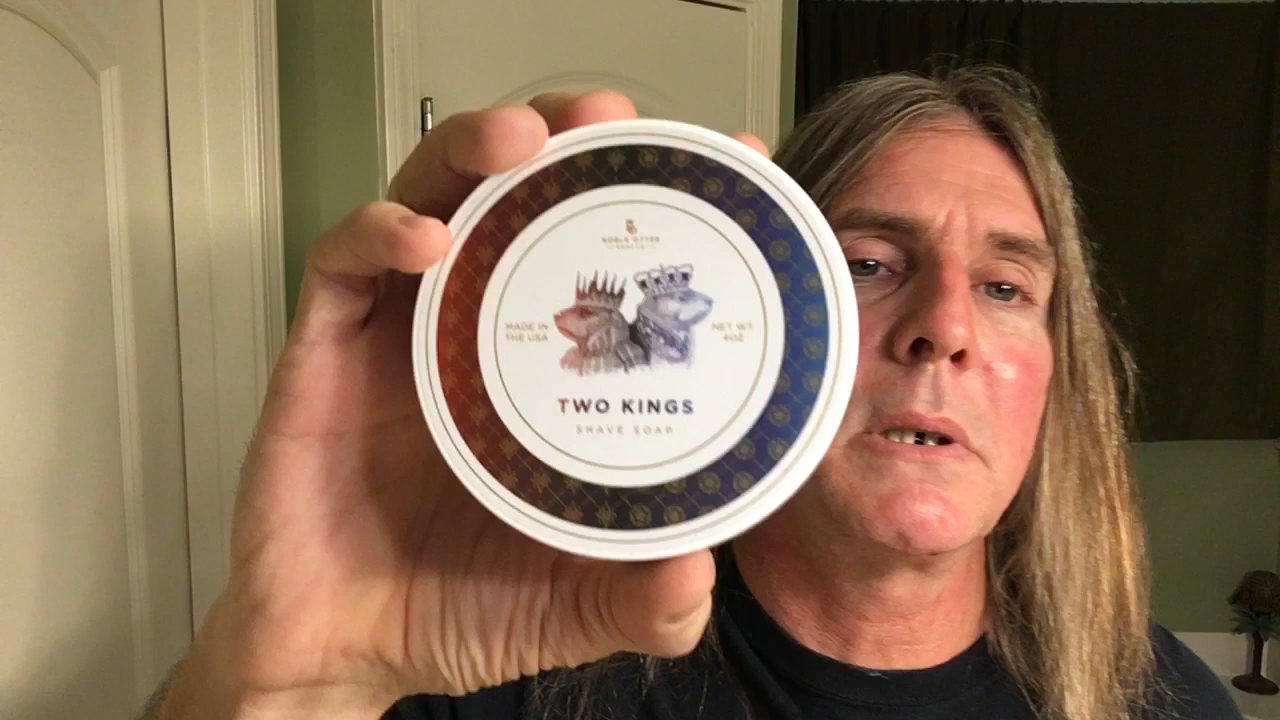 NOBLE OTTER
MADE IN
THE USA
NET WT.
4OZ
TWO KINGS
SHAVE SOAP